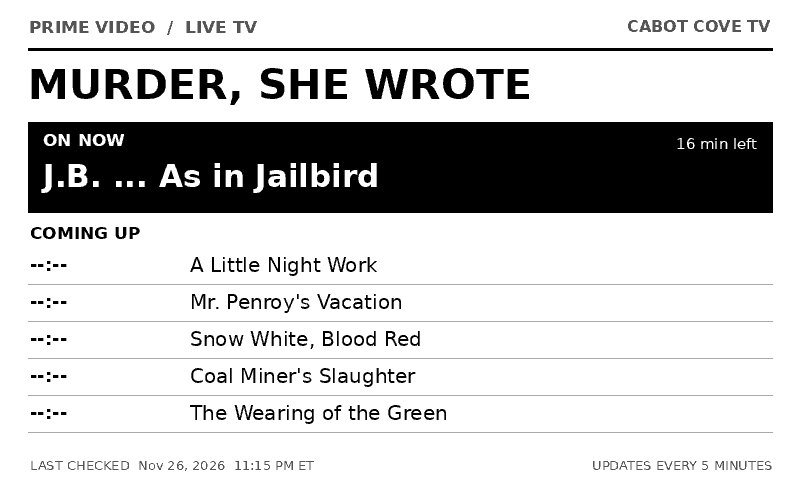 PRIME VIDEO / LIVE TV
CABOT COVE TV
MURDER, SHE WROTE
ON NOW
16 min left
J.B. ... As in Jailbird
COMING UP
--:-- A Little Night Work
--:-- Mr. Penroy's Vacation
--:-- Snow White, Blood Red
--:-- Coal Miner's Slaughter
--:-- The Wearing of the Green
LAST CHECKED Nov 26, 2026 11:15 PM ET
UPDATES EVERY 5 MINUTES